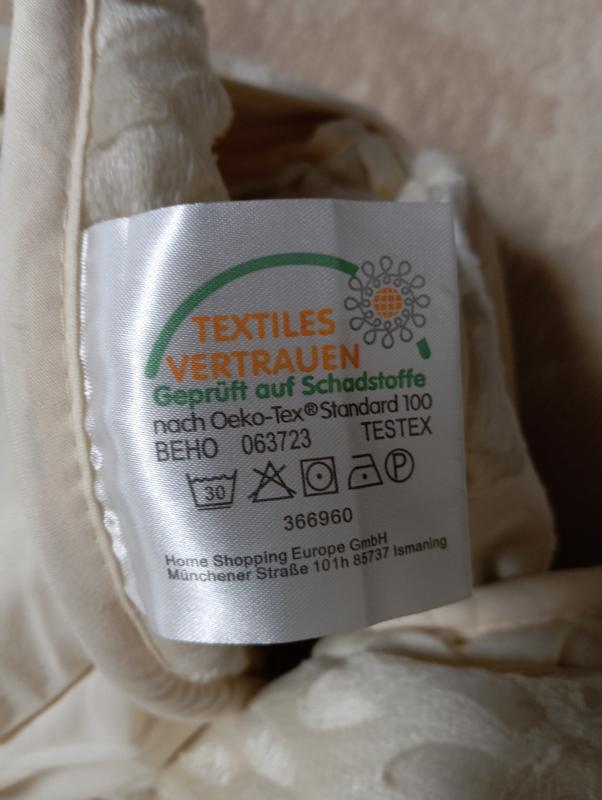 TEXTILES
VERTRAUEN
Geprüft auf Schadstoffe
nach Oeko-Tex® Standard 100
BEHO 063723 TESTEX
30 P
366960
Home Shopping Europe GmbH
Münchener Straße 101h 85737 Ismaning